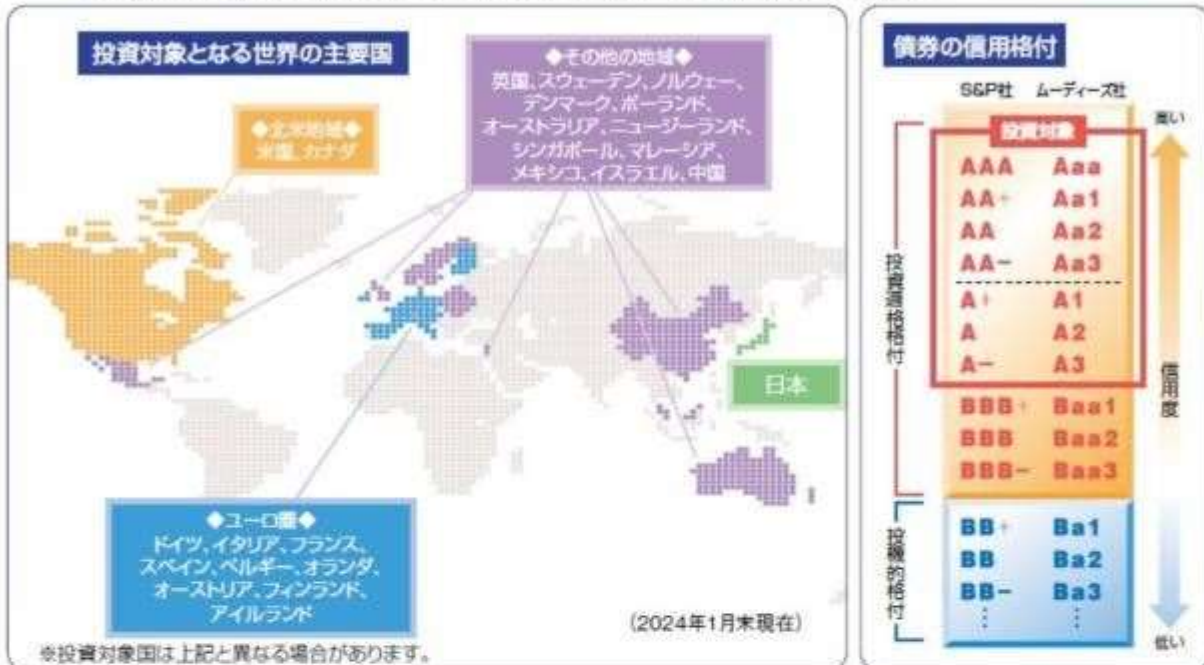 投資対象となる世界の主要国
◆その他の地域◆
英国、スウェーデン、ノルウェー、
デンマーク、ポーランド、
オーストラリア、ニュージーランド、
シンガポール、マレーシア、
メキシコ、イスラエル、中国
◆北米地域◆
米国、カナダ
日本
◆ユーロ圏◆
ドイツ、イタリア、フランス、
スペイン、ベルギー、オランダ、
オーストリア、フィンランド、
アイルランド
(2024年1月末現在)
※投資対象国は上記と異なる場合があります。
債券の信用格付
S&P社 ムーディーズ社
投資対象
高い
AAA Aaa
AA+ Aa1
AA Aa2
AA- Aa3
A+ A1
A A2
A- A3
BBB+ Baa1
BBB Baa2
BBB- Baa3
BB+ Ba1
BB Ba2
BB- Ba3
⋮ ⋮
投資適格格付
投機的格付
信用度
低い